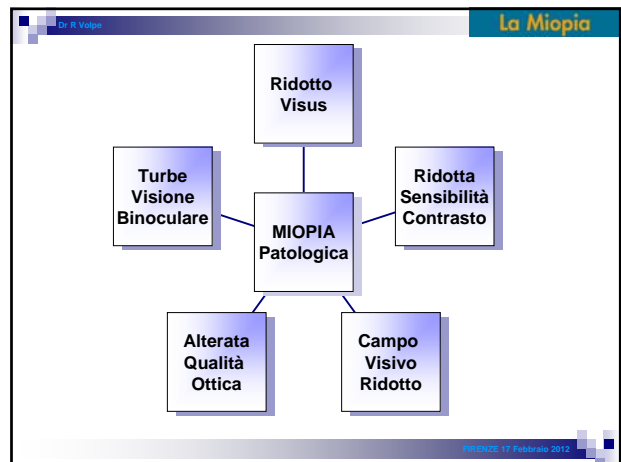 Dr R Volpe
La Miopia
Ridotto
Visus
Turbe
Visione
Binoculare
Ridotta
Sensibilità
Contrasto
MIOPIA
Patologica
Alterata
Qualità
Ottica
Campo
Visivo
Ridotto
FIRENZE 17 Febbraio 2012